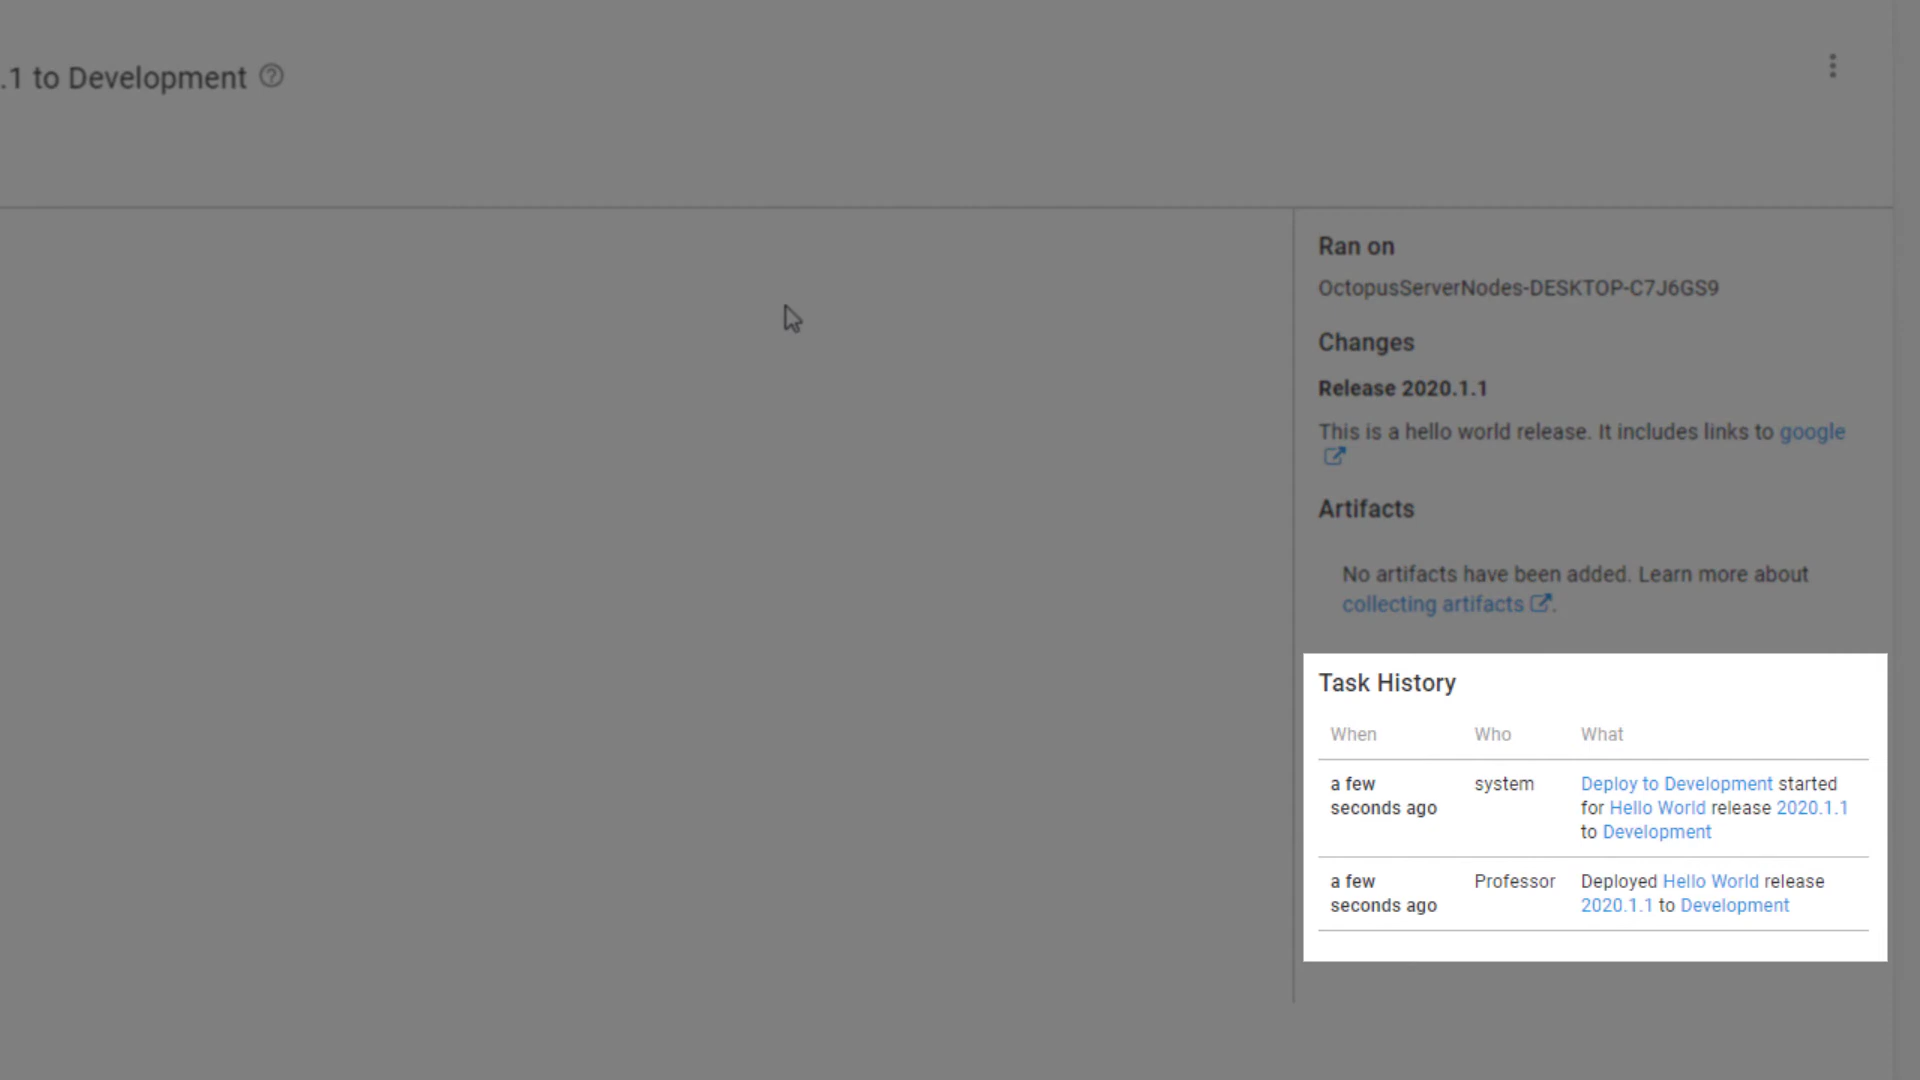 .1 to Development
Ran on
OctopusServerNodes-DESKTOP-C7J6GS9
Changes
Release 2020.1.1
This is a hello world release. It includes links to google
Artifacts
No artifacts have been added. Learn more about
collecting artifacts.
Task History
When Who What
a few system Deploy to Development started
seconds ago for Hello World release 2020.1.1
to Development
a few Professor Deployed Hello World release
seconds ago 2020.1.1 to Development